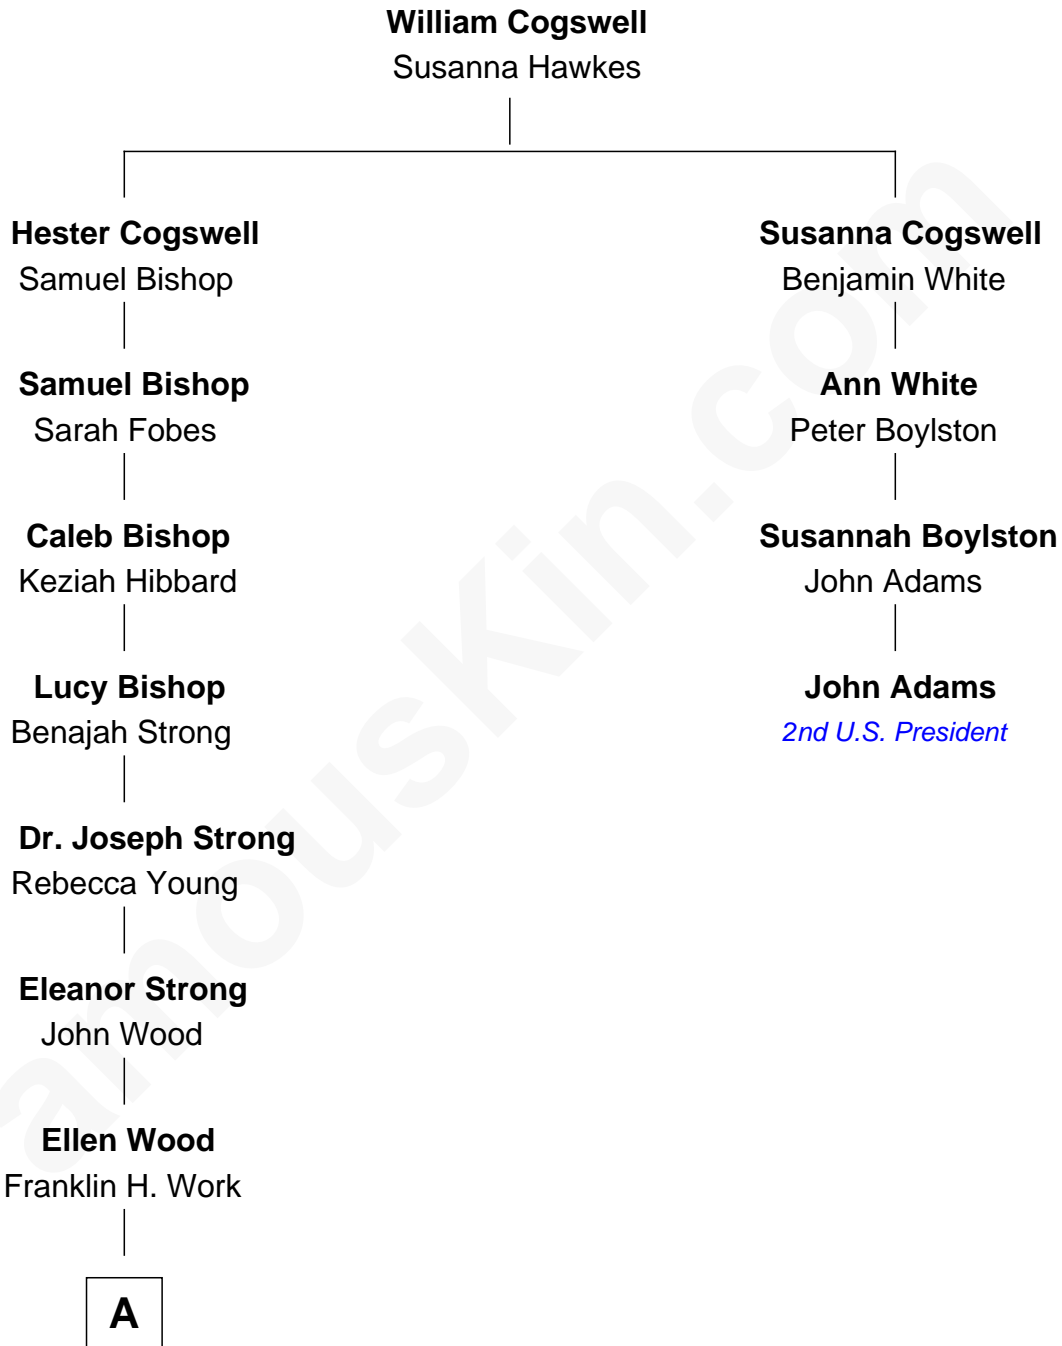 William Cogswell
Susanna Hawkes
Hester Cogswell
Samuel Bishop
Susanna Cogswell
Benjamin White
Samuel Bishop
Sarah Fobes
Ann White
Peter Boylston
Caleb Bishop
Keziah Hibbard
Susannah Boylston
John Adams
Lucy Bishop
Benajah Strong
John Adams
2nd U.S. President
Dr. Joseph Strong
Rebecca Young
Eleanor Strong
John Wood
Ellen Wood
Franklin H. Work
A
amousKin.com